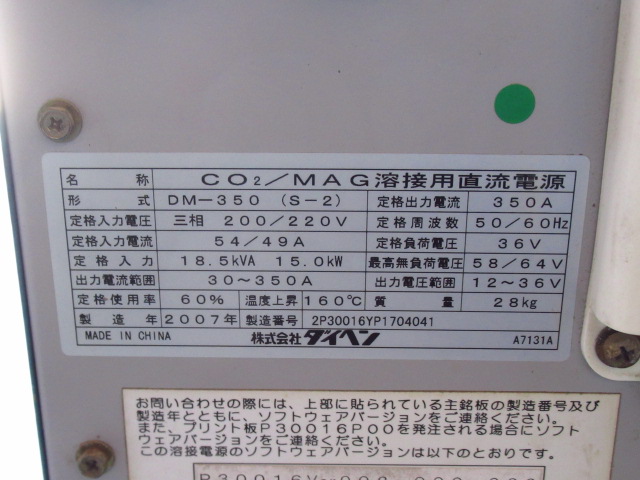 名 称 CO2/MAG溶接用直流電源
形 式 DM-350 (S-2) 定格出力電流 350A
定格入力電圧 三相 200/220V 定格周波数 50/60Hz
定格入力電流 54/49A 定格負荷電圧 36V
定格入力 18.5kVA 15.0kW 最高無負荷電圧 58/64V
出力電流範囲 30~350A 出力電圧範囲 12~36V
定格使用率 60% 温度上昇 160℃ 質 量 28kg
製造年 2007年 製造番号 2P30016YP1704041
MADE IN CHINA 株式会社ダイヘン A7131A
お問い合わせの際には、上部に貼られている主銘板の製造番号及び
製造年とともに、ソフトウェアバージョンをご連絡ください。
また、プリント板P30016P00を発注される場合にソフト
ウェアバージョンをご連絡ください。
この溶接電源のソフトウェアバージョンは以下のとおりです。